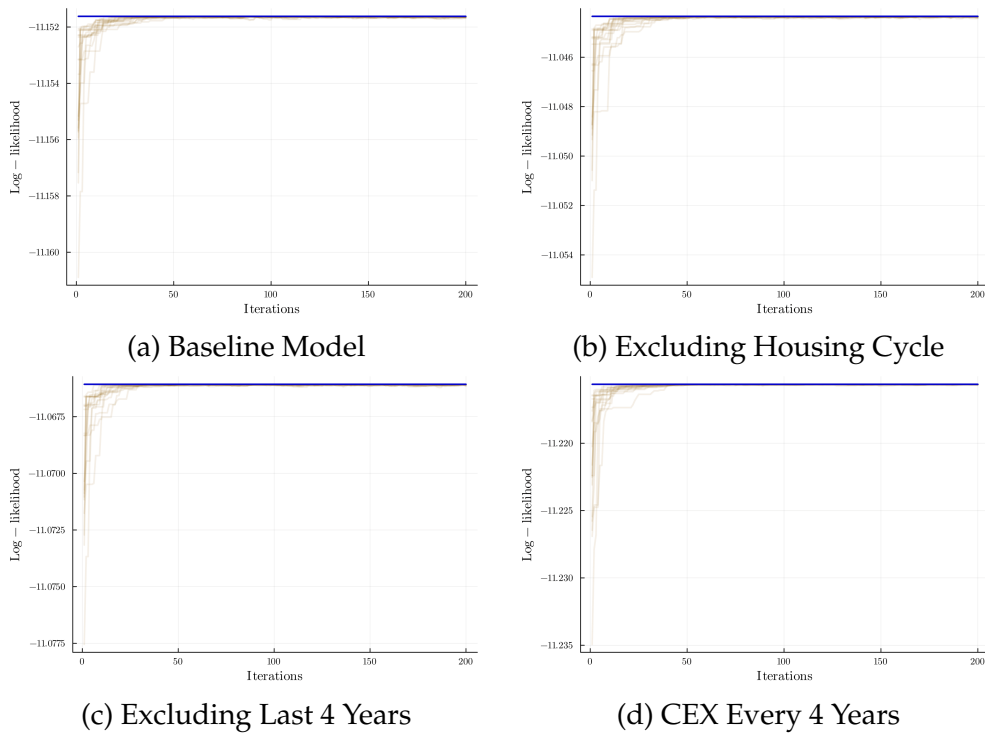 −11.152
−11.154
−11.156
−11.158
−11.160
Log − likelihood
0 50 100 150 200
Iterations
(a) Baseline Model
−11.046
−11.048
−11.050
−11.052
−11.054
Log − likelihood
0 50 100 150 200
Iterations
(b) Excluding Housing Cycle
−11.0675
−11.0700
−11.0725
−11.0750
−11.0775
Log − likelihood
0 50 100 150 200
Iterations
(c) Excluding Last 4 Years
−11.220
−11.225
−11.230
−11.235
Log − likelihood
0 50 100 150 200
Iterations
(d) CEX Every 4 Years